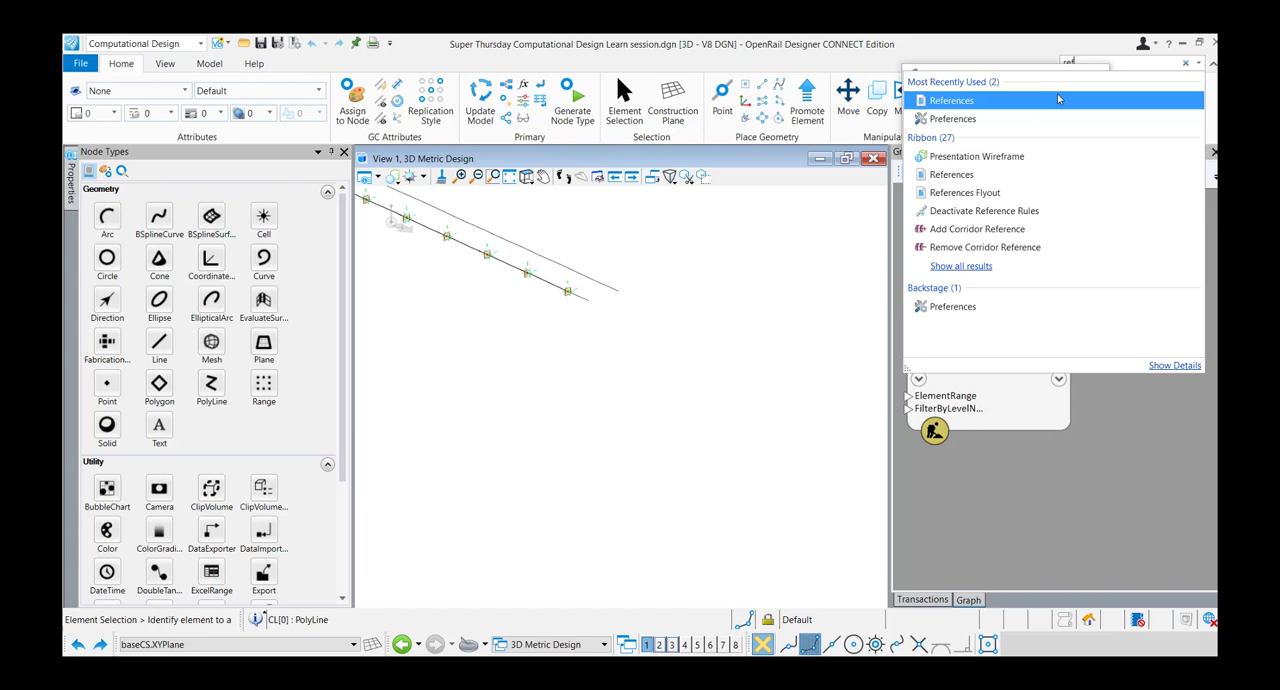 Computational Design
Super Thursday Computational Design Learn session.dgn [3D - V8 DGN] - OpenRail Designer CONNECT Edition
File Home View Model Help
ref
None Default
0 0 0 0
Attributes
Assign to Node
Replication Style
GC Attributes
Update Model
Generate Node Type
Primary
Element Selection
Construction Plane
Selection
Point
Promote Element
Place Geometry
Move Copy
Manipul
Most Recently Used (2)
References
Preferences
Ribbon (27)
Presentation Wireframe
References
References Flyout
Deactivate Reference Rules
Add Corridor Reference
Remove Corridor Reference
Show all results
Backstage (1)
Preferences
Show Details
Properties
Node Types
Geometry
Arc BSplineCurve BSplineSurf... Cell
Circle Cone Coordinate... Curve
Direction Ellipse EllipticalArc EvaluateSur...
Fabrication... Line Mesh Plane
Point Polygon PolyLine Range
Solid Text
Utility
BubbleChart Camera ClipVolume ClipVolume...
Color ColorGradi... DataExporter DataImport...
DateTime DoubleTan... ExcelRange Export
View 1, 3D Metric Design
ElementRange
FilterByLevelN...
Transactions Graph
Element Selection > Identify element to a CL[0] : PolyLine
Default
baseCS.XYPlane
3D Metric Design
1 2 3 4 5 6 7 8